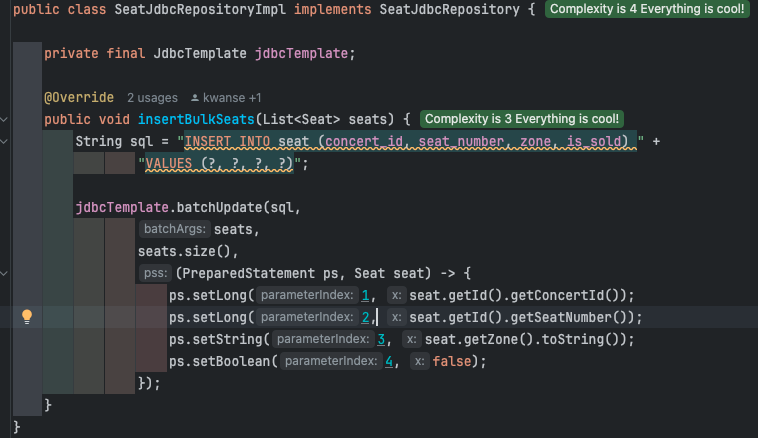 public class SeatJdbcRepositoryImpl implements SeatJdbcRepository { Complexity is 4 Everything is cool!
private final JdbcTemplate jdbcTemplate;
@Override 2 usages kwanse +1
public void insertBulkSeats(List<Seat> seats) { Complexity is 3 Everything is cool!
String sql = "INSERT INTO seat (concert_id, seat_number, zone, is_sold) " +
"VALUES (?, ?, ?, ?)";
jdbcTemplate.batchUpdate(sql,
batchArgs: seats,
seats.size(),
pss: (PreparedStatement ps, Seat seat) -> {
ps.setLong( parameterIndex: 1, x: seat.getId().getConcertId());
ps.setLong( parameterIndex: 2, x: seat.getId().getSeatNumber());
ps.setString( parameterIndex: 3, x: seat.getZone().toString());
ps.setBoolean( parameterIndex: 4, x: false);
});
}
}